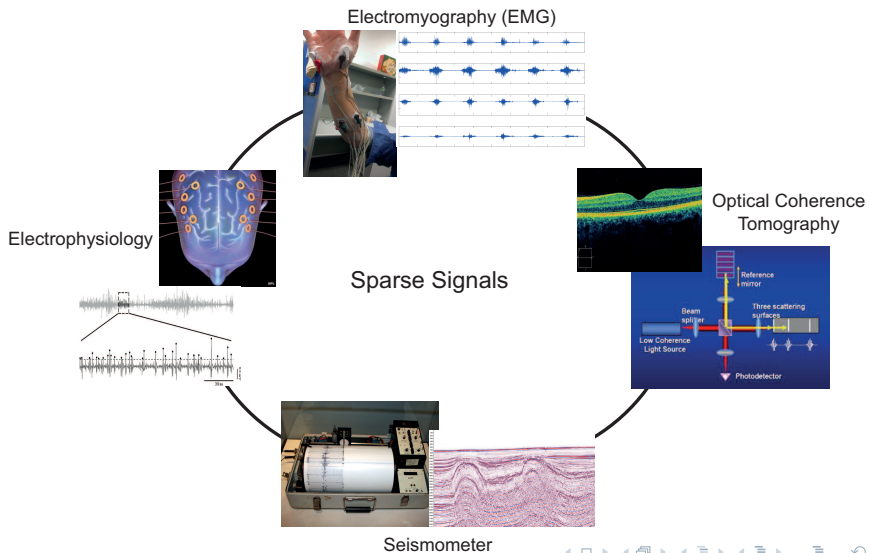 Electromyography (EMG)
Optical Coherence
Tomography
Electrophysiology
Sparse Signals
Reference
mirror
Beam
splitter
Three scattering
surfaces
Low Coherence
Light Source
Photodetector
Seismometer